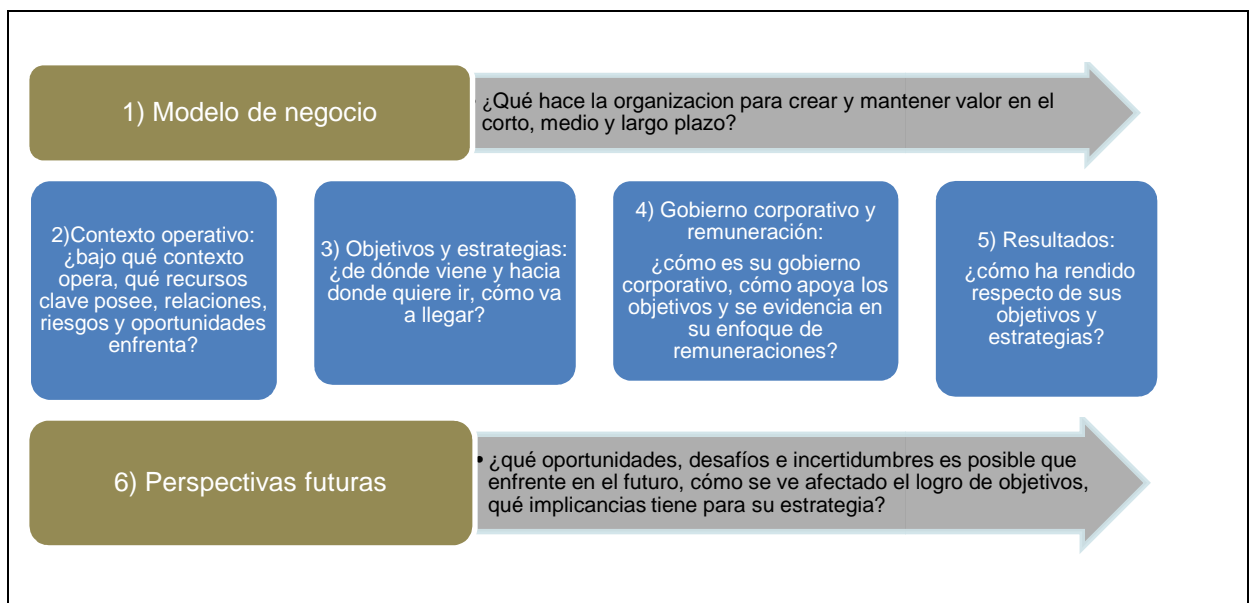 1) Modelo de negocio
• ¿Qué hace la organizacion para crear y mantener valor en el
corto, medio y largo plazo?
2)Contexto operativo:
¿bajo qué contexto
opera, qué recursos
clave posee, relaciones,
riesgos y oportunidades
enfrenta?
3) Objetivos y estrategias:
¿de dónde viene y hacia
donde quiere ir, cómo va
a llegar?
4) Gobierno corporativo y
remuneración:
¿cómo es su gobierno
corporativo, cómo apoya los
objetivos y se evidencia en
su enfoque de
remuneraciones?
5) Resultados:
¿cómo ha rendido
respecto de sus
objetivos y
estrategias?
6) Perspectivas futuras
• ¿qué oportunidades, desafíos e incertidumbres es posible que
enfrente en el futuro, cómo se ve afectado el logro de objetivos,
qué implicancias tiene para su estrategia?